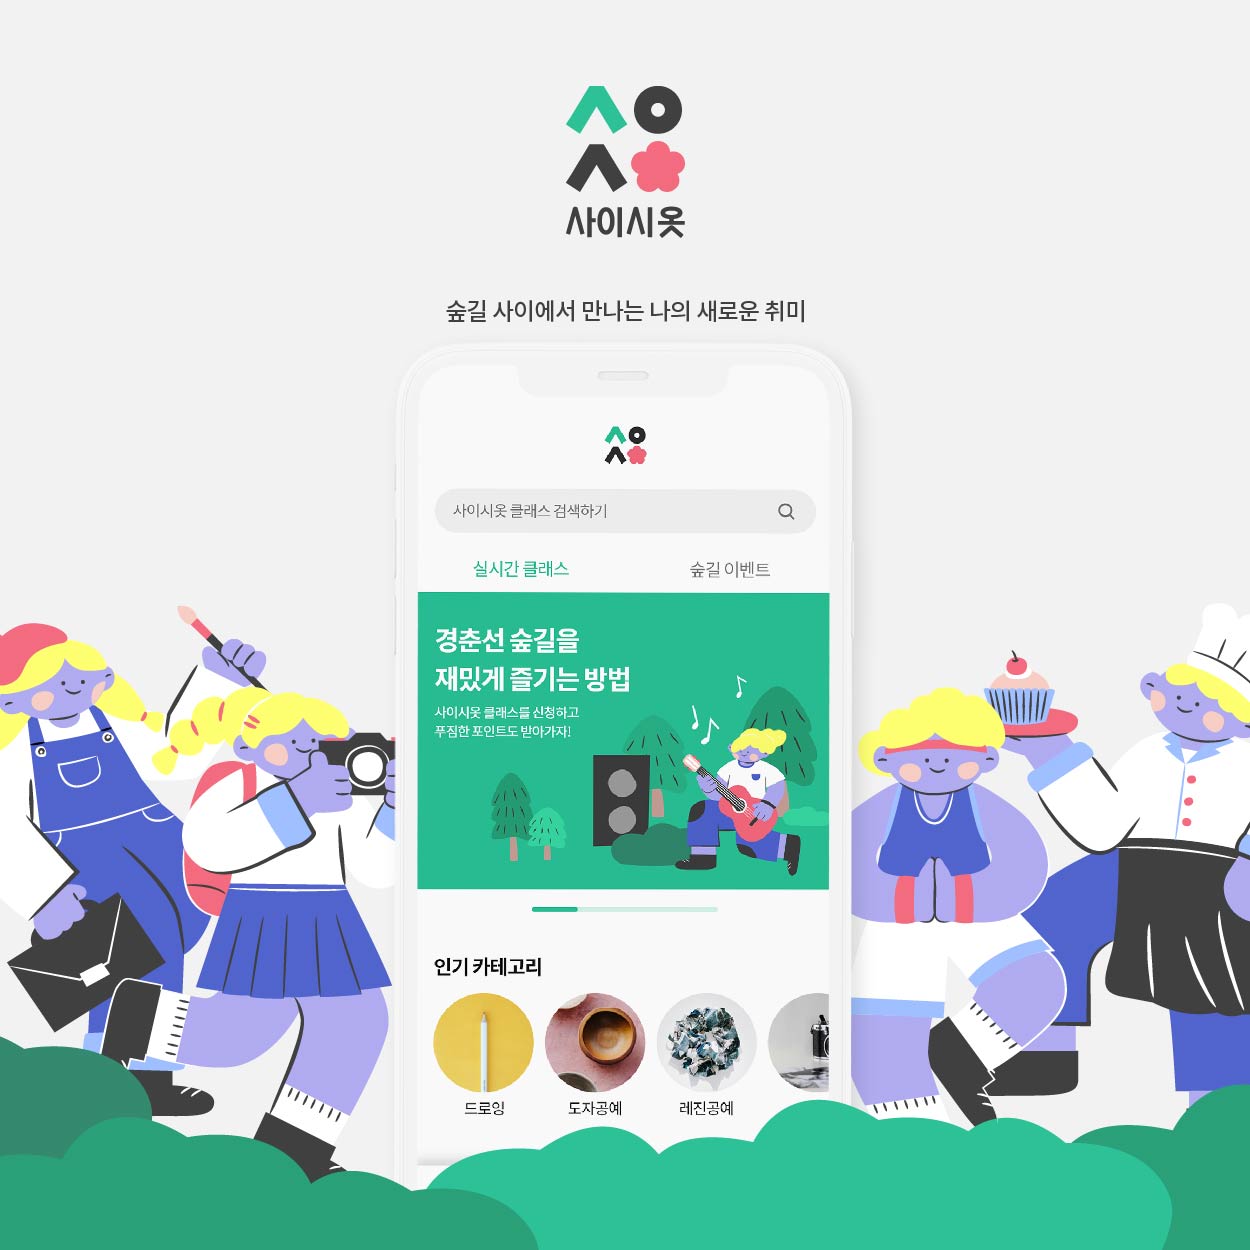 사이시옷
숲길 사이에서 만나는 나의 새로운 취미
사이시옷 클래스 검색하기
실시간 클래스
숲길 이벤트
경춘선 숲길을
재밌게 즐기는 방법
사이시옷 클래스를 신청하고
푸짐한 포인트도 받아가자!
인기 카테고리
드로잉
도자공예
레진공예